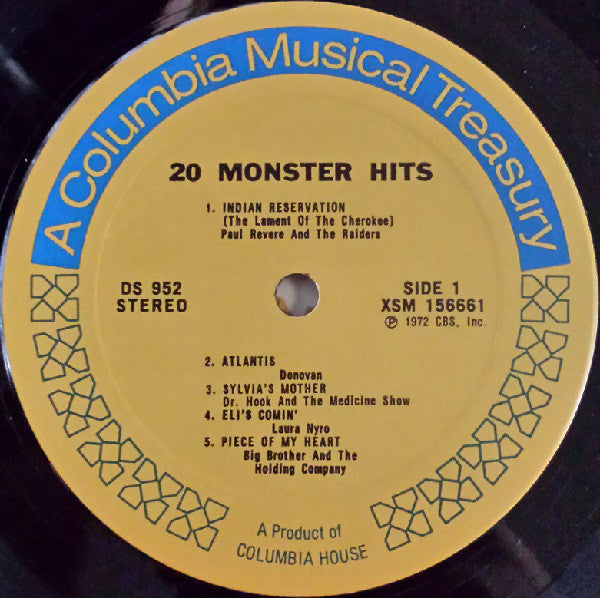 A Columbia Musical Treasury
20 MONSTER HITS
1. INDIAN RESERVATION
(The Lament Of The Cherokee)
Paul Revere And The Raiders
DS 952
STEREO
SIDE 1
XSM 156661
℗ 1972 CBS, Inc.
2. ATLANTIS
Donovan
3. SYLVIA'S MOTHER
Dr. Hook And The Medicine Show
4. ELI'S COMIN'
Laura Nyro
5. PIECE OF MY HEART
Big Brother And The
Holding Company
A Product of
COLUMBIA HOUSE